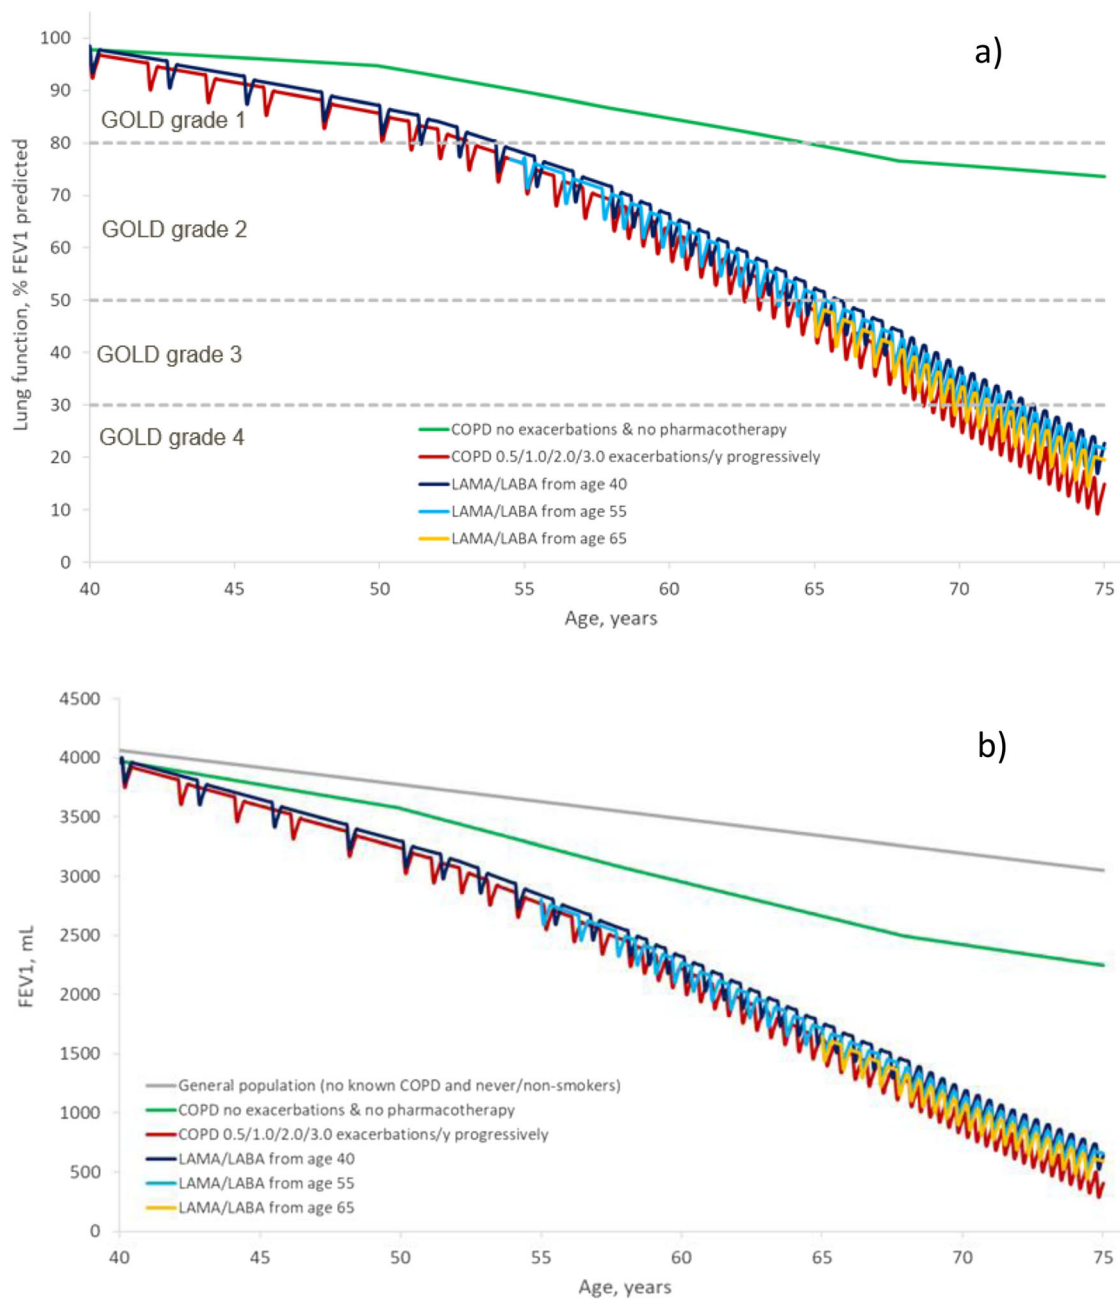 a)
100
90
80
70
60
50
40
30
20
10
0
Lung function, % FEV1 predicted
GOLD grade 1
GOLD grade 2
GOLD grade 3
GOLD grade 4
COPD no exacerbations & no pharmacotherapy
COPD 0.5/1.0/2.0/3.0 exacerbations/y progressively
LAMA/LABA from age 40
LAMA/LABA from age 55
LAMA/LABA from age 65
40 45 50 55 60 65 70 75
Age, years
b)
4500
4000
3500
3000
2500
2000
1500
1000
500
0
FEV1, mL
General population (no known COPD and never/non-smokers)
COPD no exacerbations & no pharmacotherapy
COPD 0.5/1.0/2.0/3.0 exacerbations/y progressively
LAMA/LABA from age 40
LAMA/LABA from age 55
LAMA/LABA from age 65
40 45 50 55 60 65 70 75
Age, years